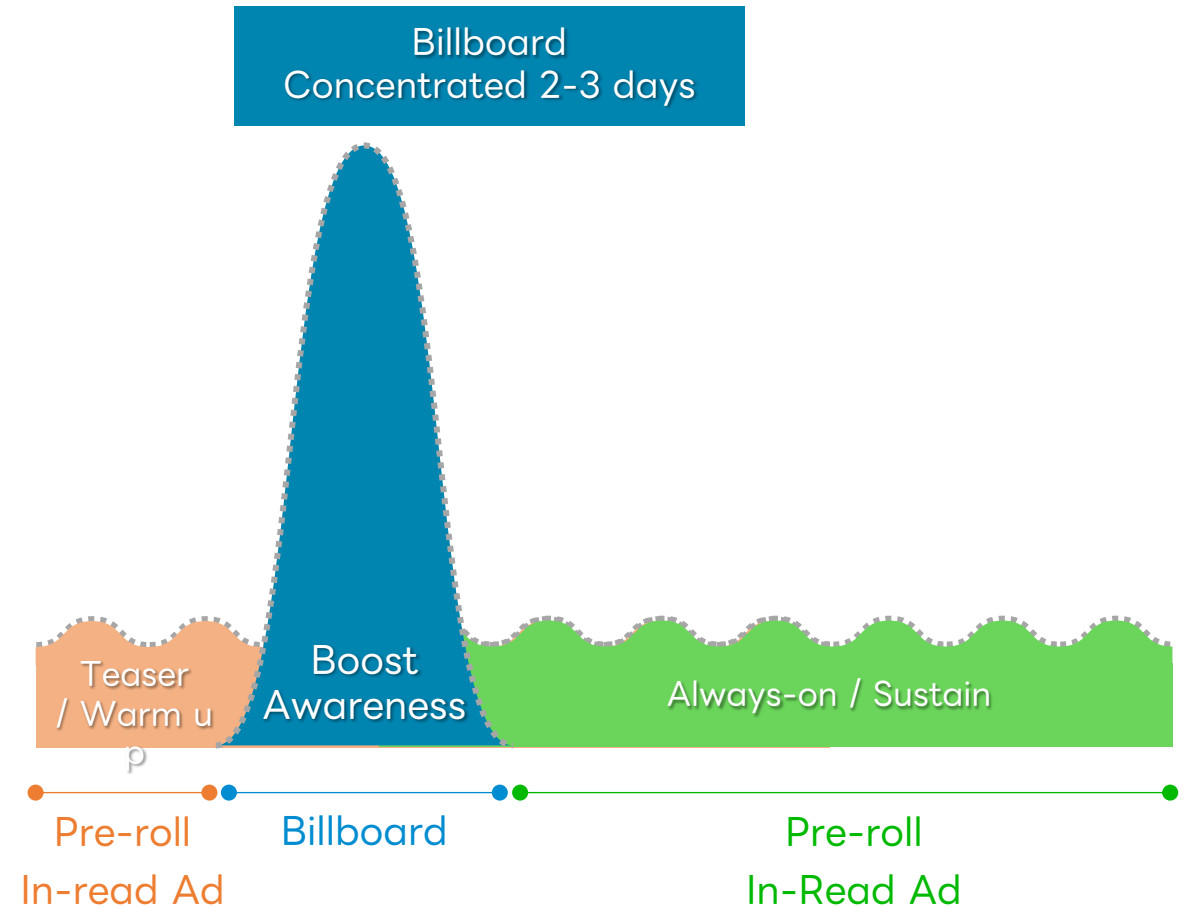 Billboard
Concentrated 2-3 days
Boost
Awareness
Teaser
/ Warm u
p
Always-on / Sustain
Pre-roll
In-read Ad
Billboard
Pre-roll
In-Read Ad